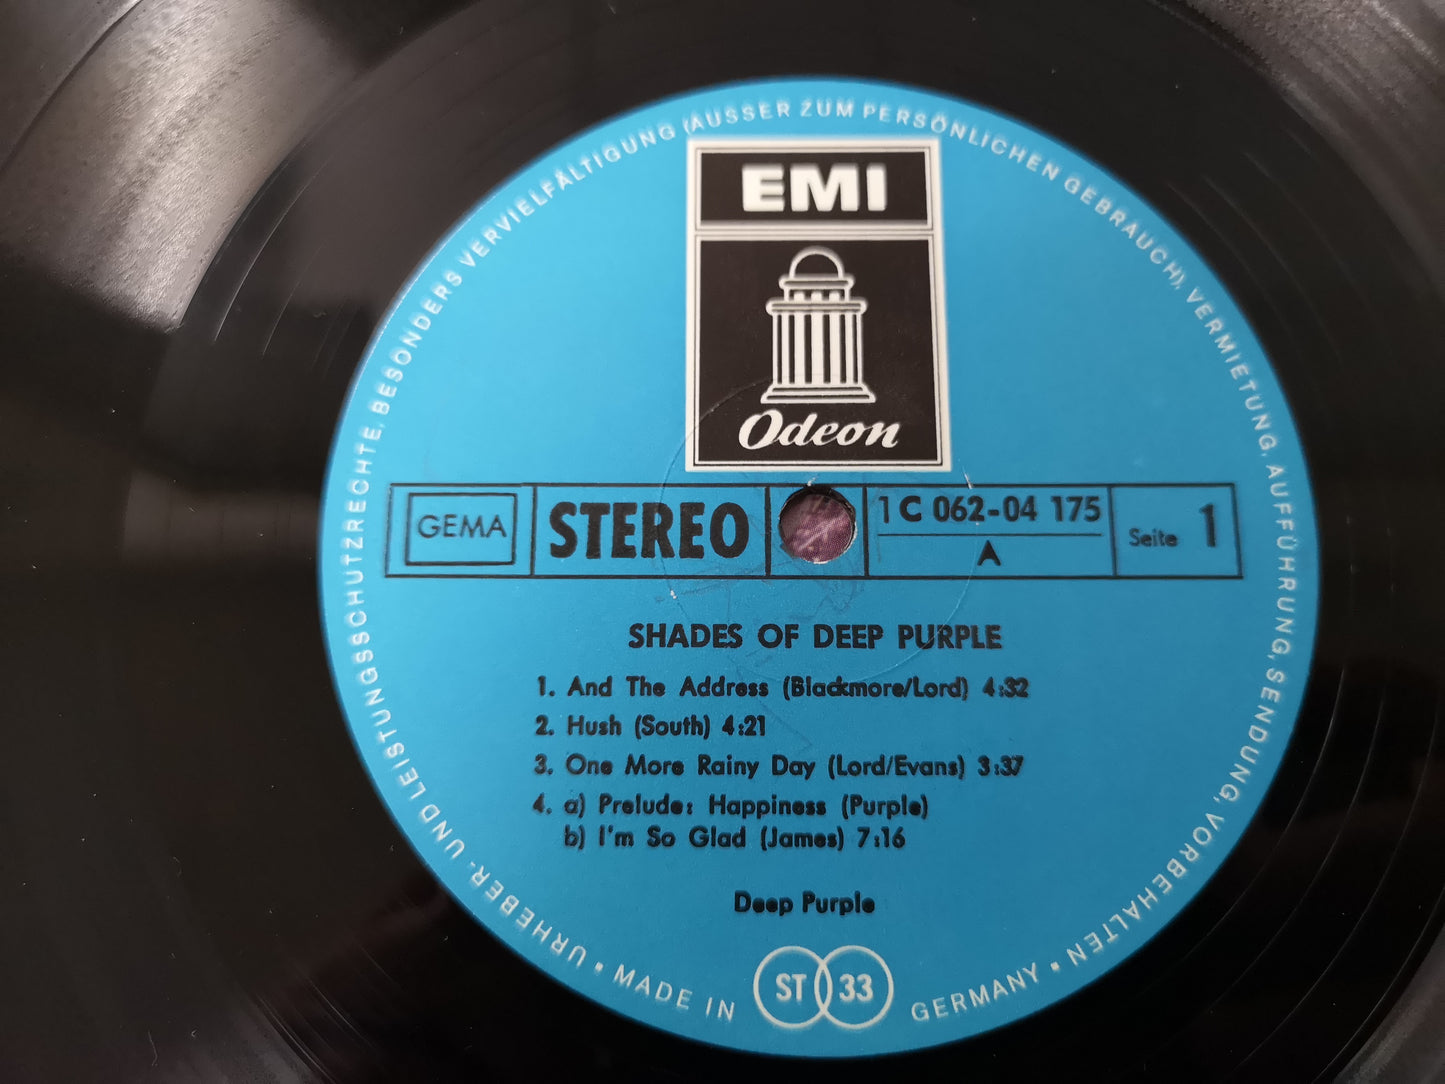 EMI
Odeon
GEMA
STEREO
1 C 062-04 175
A
Seite 1
SHADES OF DEEP PURPLE
1. And The Address (Blackmore/Lord) 4:32
2. Hush (South) 4:21
3. One More Rainy Day (Lord/Evans) 3:37
4. a) Prelude: Happiness (Purple)
b) I'm So Glad (James) 7:16
Deep Purple
ST 33
URHEBER- UND LEISTUNGSSCHUTZRECHTE, BESONDERS VERVIELFÄLTIGUNG (AUSSER ZUM PERSÖNLICHEN GEBRAUCH), VERMIETUNG, AUFFÜHRUNG, SENDUNG, VORBEHALTEN •
MADE IN GERMANY •